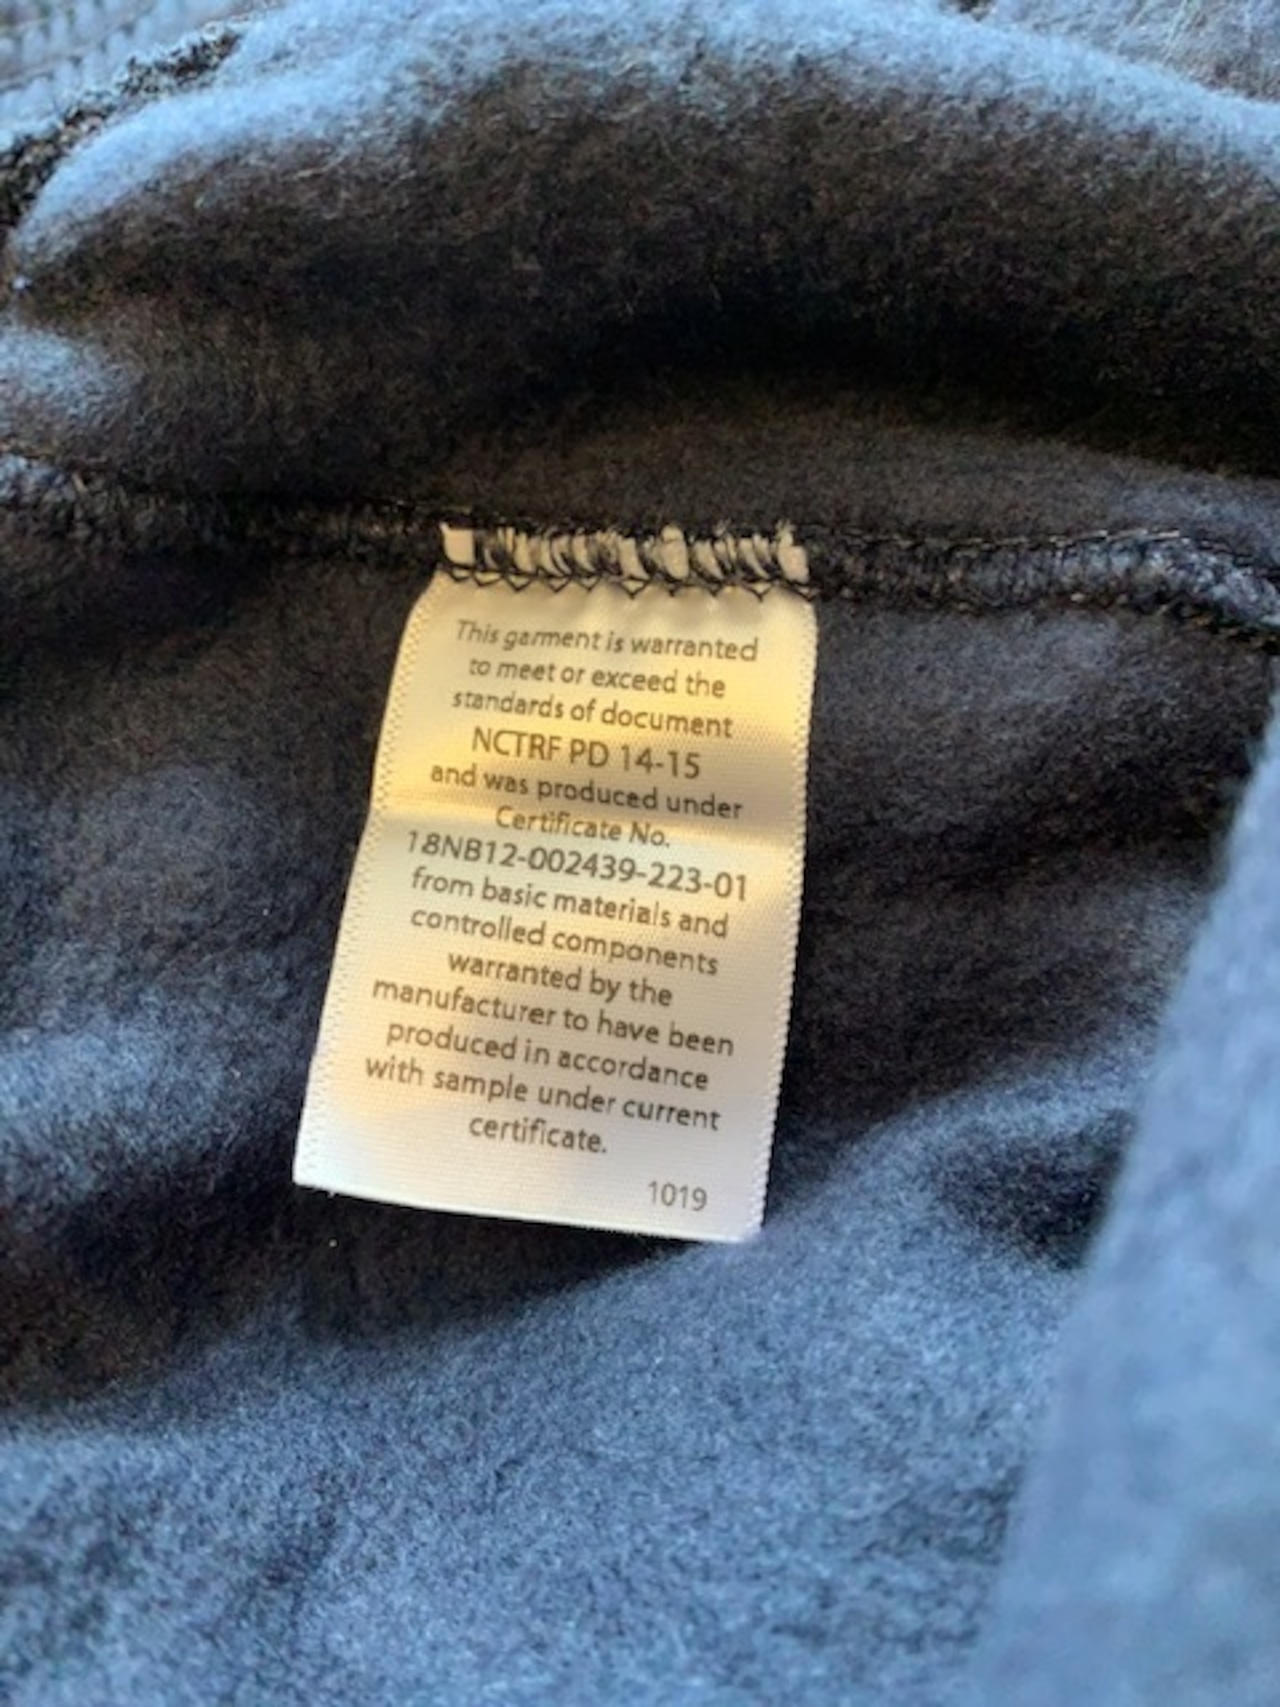 This garment is warranted
to meet or exceed the
standards of document
NCTRF PD 14-15
and was produced under
Certificate No.
18NB12-002439-223-01
from basic materials and
controlled components
warranted by the
manufacturer to have been
produced in accordance
with sample under current
certificate.
1019